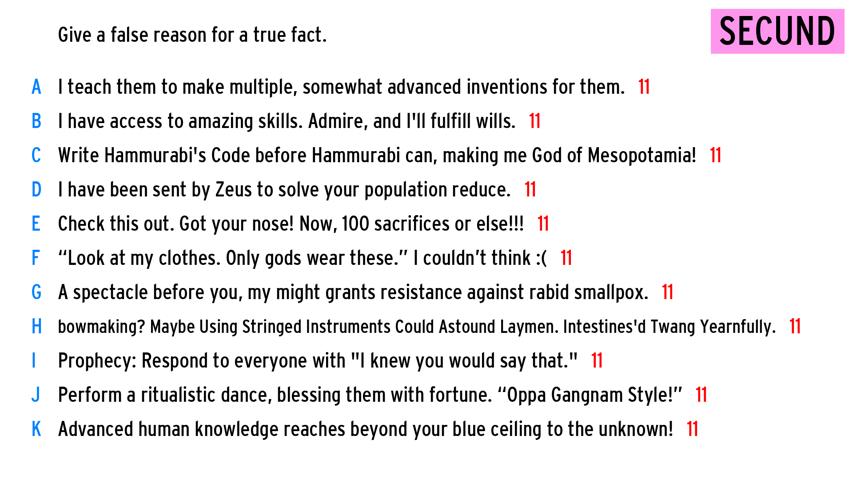 Give a false reason for a true fact.
SECUND
A I teach them to make multiple, somewhat advanced inventions for them. 11
B I have access to amazing skills. Admire, and I'll fulfill wills. 11
C Write Hammurabi's Code before Hammurabi can, making me God of Mesopotamia! 11
D I have been sent by Zeus to solve your population reduce. 11
E Check this out. Got your nose! Now, 100 sacrifices or else!!! 11
F “Look at my clothes. Only gods wear these.” I couldn’t think :( 11
G A spectacle before you, my might grants resistance against rabid smallpox. 11
H bowmaking? Maybe Using Stringed Instruments Could Astound Laymen. Intestines'd Twang Yearnfully. 11
I Prophecy: Respond to everyone with "I knew you would say that." 11
J Perform a ritualistic dance, blessing them with fortune. “Oppa Gangnam Style!” 11
K Advanced human knowledge reaches beyond your blue ceiling to the unknown! 11